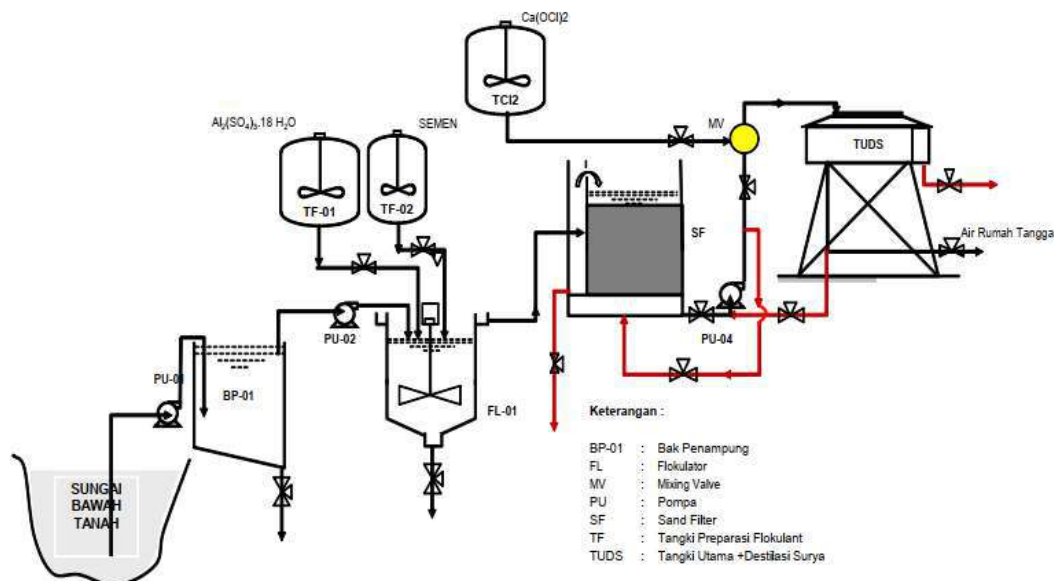 Ca(OCl)2
TCl2
MV
Al₂(SO₄)₃.18 H₂O
SEMEN
TUDS
TF-01
TF-02
SF
Air Rumah Tangga
PU-02
PU-04
PU-01
BP-01
FL-01
Keterangan :
BP-01 : Bak Penampung
FL : Flokulator
MV : Mixing Valve
PU : Pompa
SF : Sand Filter
TF : Tangki Preparasi Flokulant
TUDS : Tangki Utama +Destilasi Surya
SUNGAI
BAWAH
TANAH